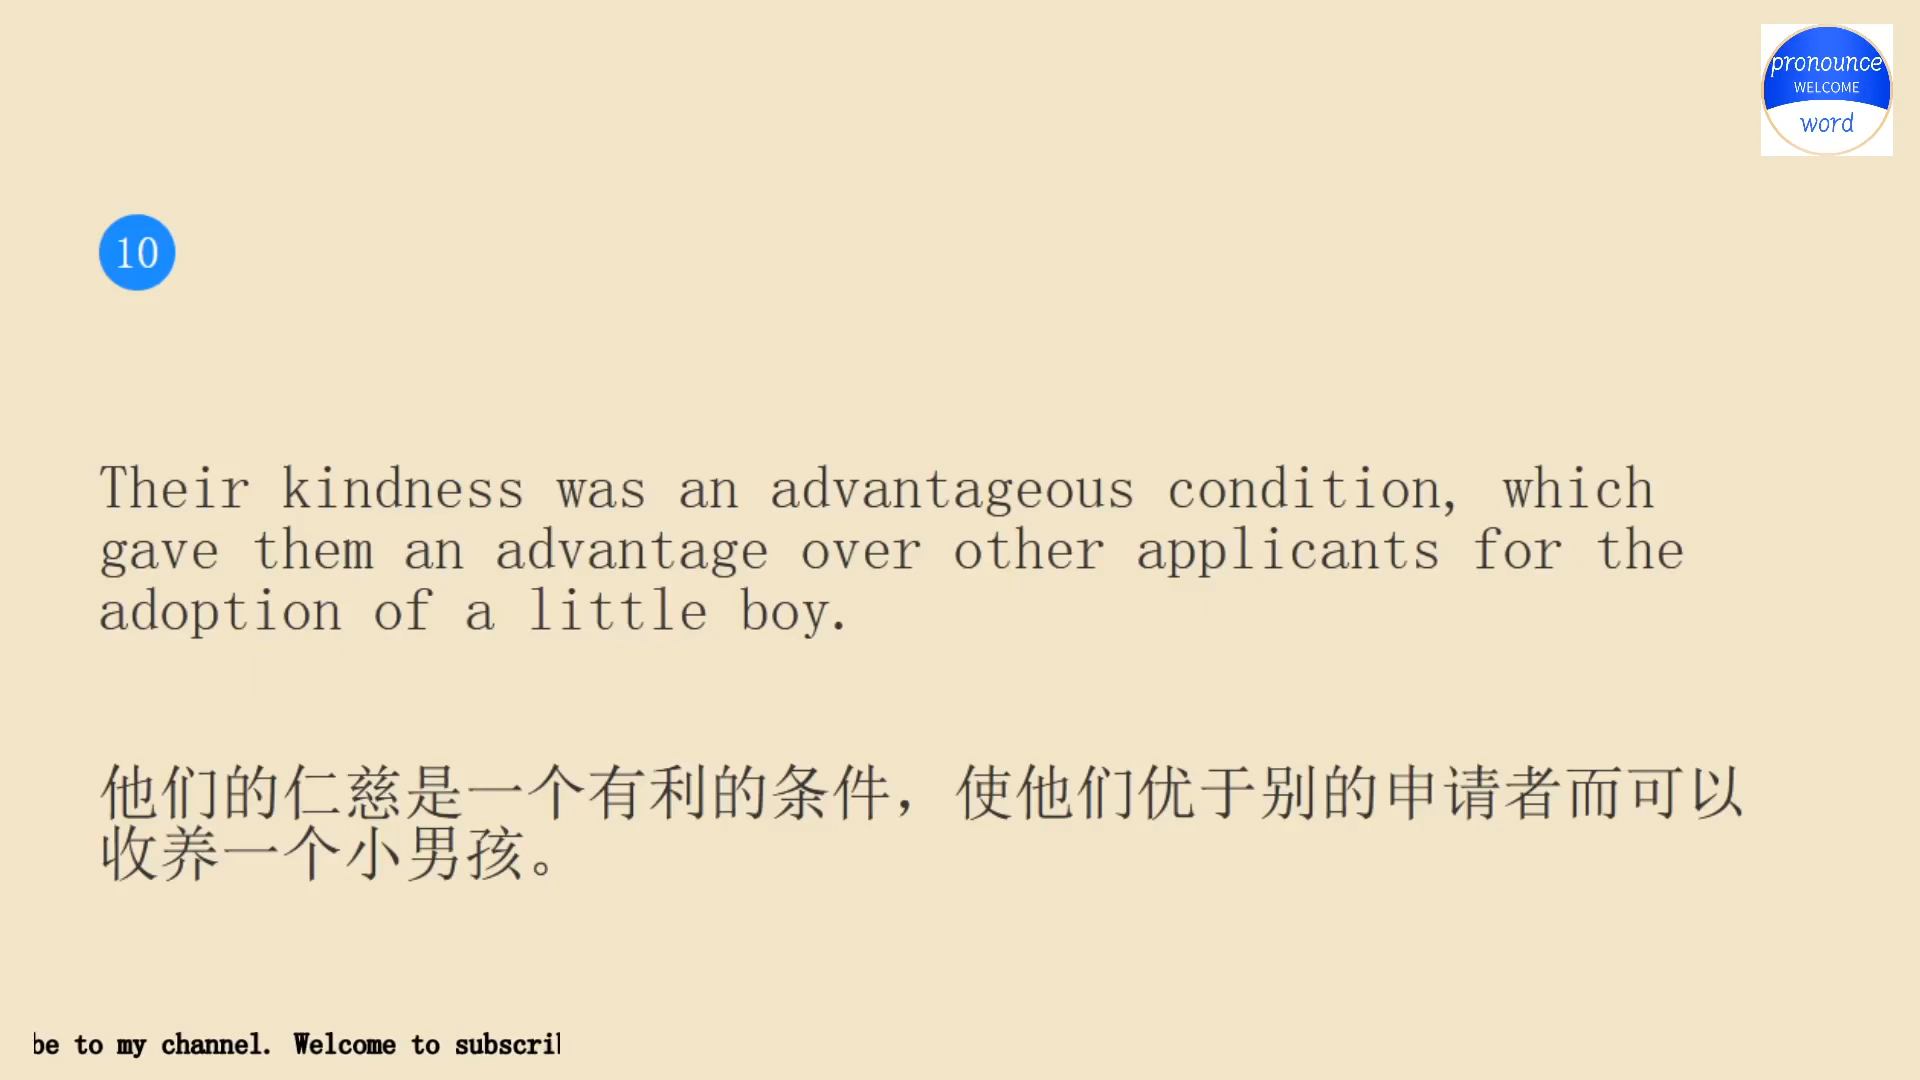 pronounce
WELCOME
word
10
Their kindness was an advantageous condition, which
gave them an advantage over other applicants for the
adoption of a little boy.
他们的仁慈是一个有利的条件，使他们优于别的申请者而可以
收养一个小男孩。
be to my channel. Welcome to subscri